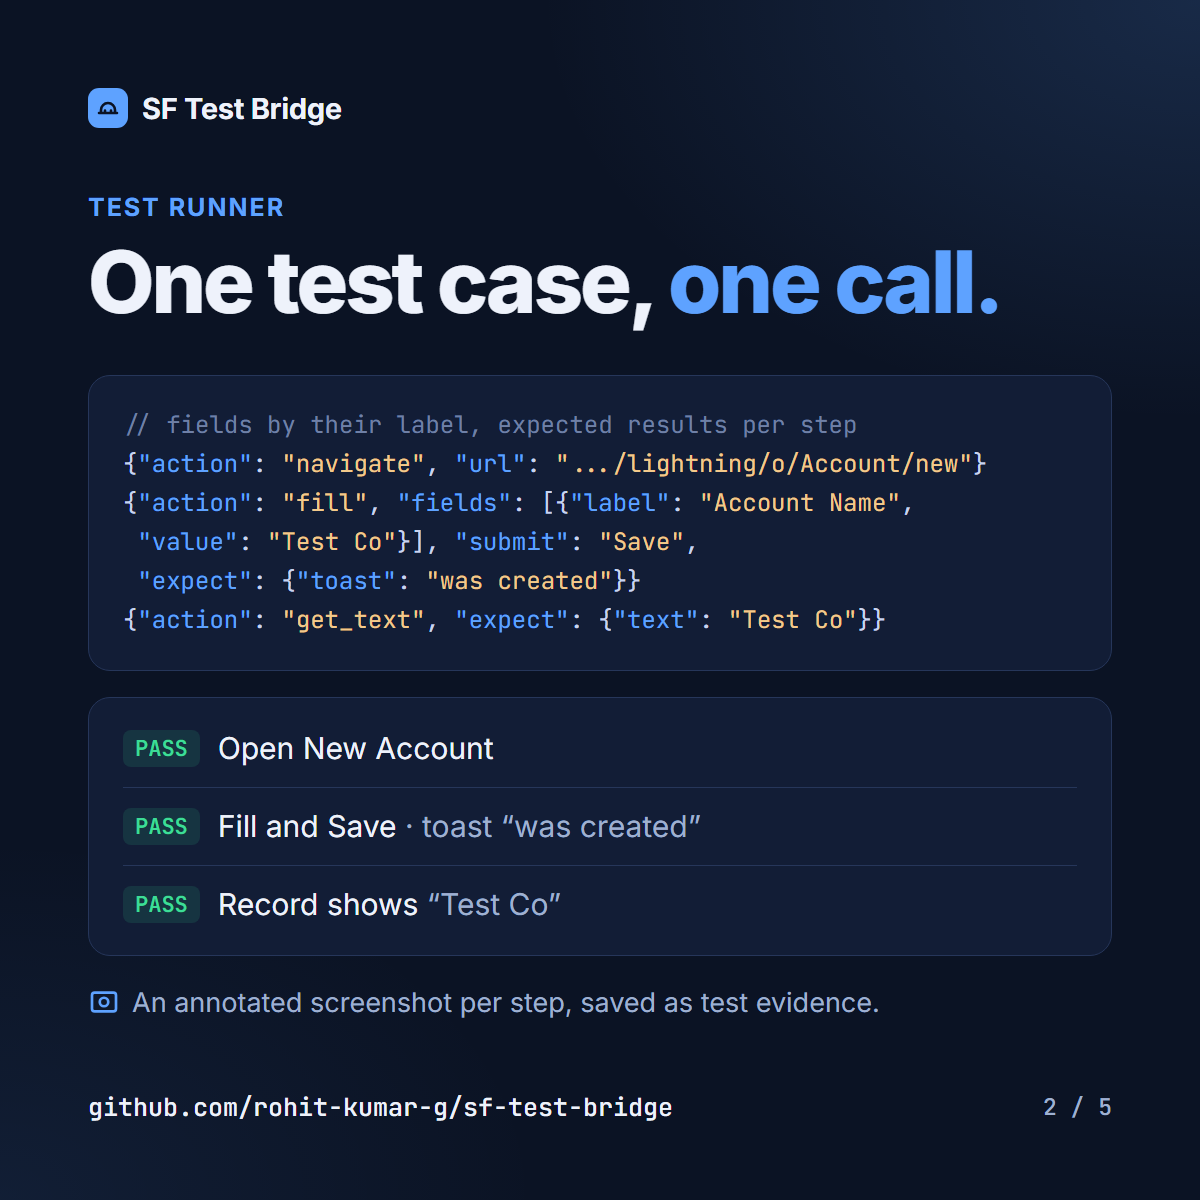 SF Test Bridge
TEST RUNNER
One test case, one call.
// fields by their label, expected results per step
{"action": "navigate", "url": ".../lightning/o/Account/new"}
{"action": "fill", "fields": [{"label": "Account Name",
"value": "Test Co"}], "submit": "Save",
"expect": {"toast": "was created"}}
{"action": "get_text", "expect": {"text": "Test Co"}}
PASS Open New Account
PASS Fill and Save · toast “was created”
PASS Record shows “Test Co”
An annotated screenshot per step, saved as test evidence.
github.com/rohit-kumar-g/sf-test-bridge 2 / 5